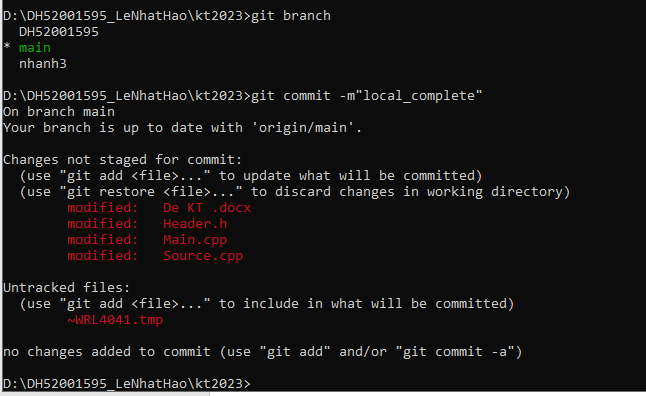 D:\DH52001595_LeNhatHao\kt2023>git branch
  DH52001595
* main
  nhanh3
D:\DH52001595_LeNhatHao\kt2023>git commit -m"local_complete"
On branch main
Your branch is up to date with 'origin/main'.
Changes not staged for commit:
  (use "git add <file>..." to update what will be committed)
  (use "git restore <file>..." to discard changes in working directory)
        modified:   De KT .docx
        modified:   Header.h
        modified:   Main.cpp
        modified:   Source.cpp
Untracked files:
  (use "git add <file>..." to include in what will be committed)
        ~WRL4041.tmp
no changes added to commit (use "git add" and/or "git commit -a")
D:\DH52001595_LeNhatHao\kt2023>